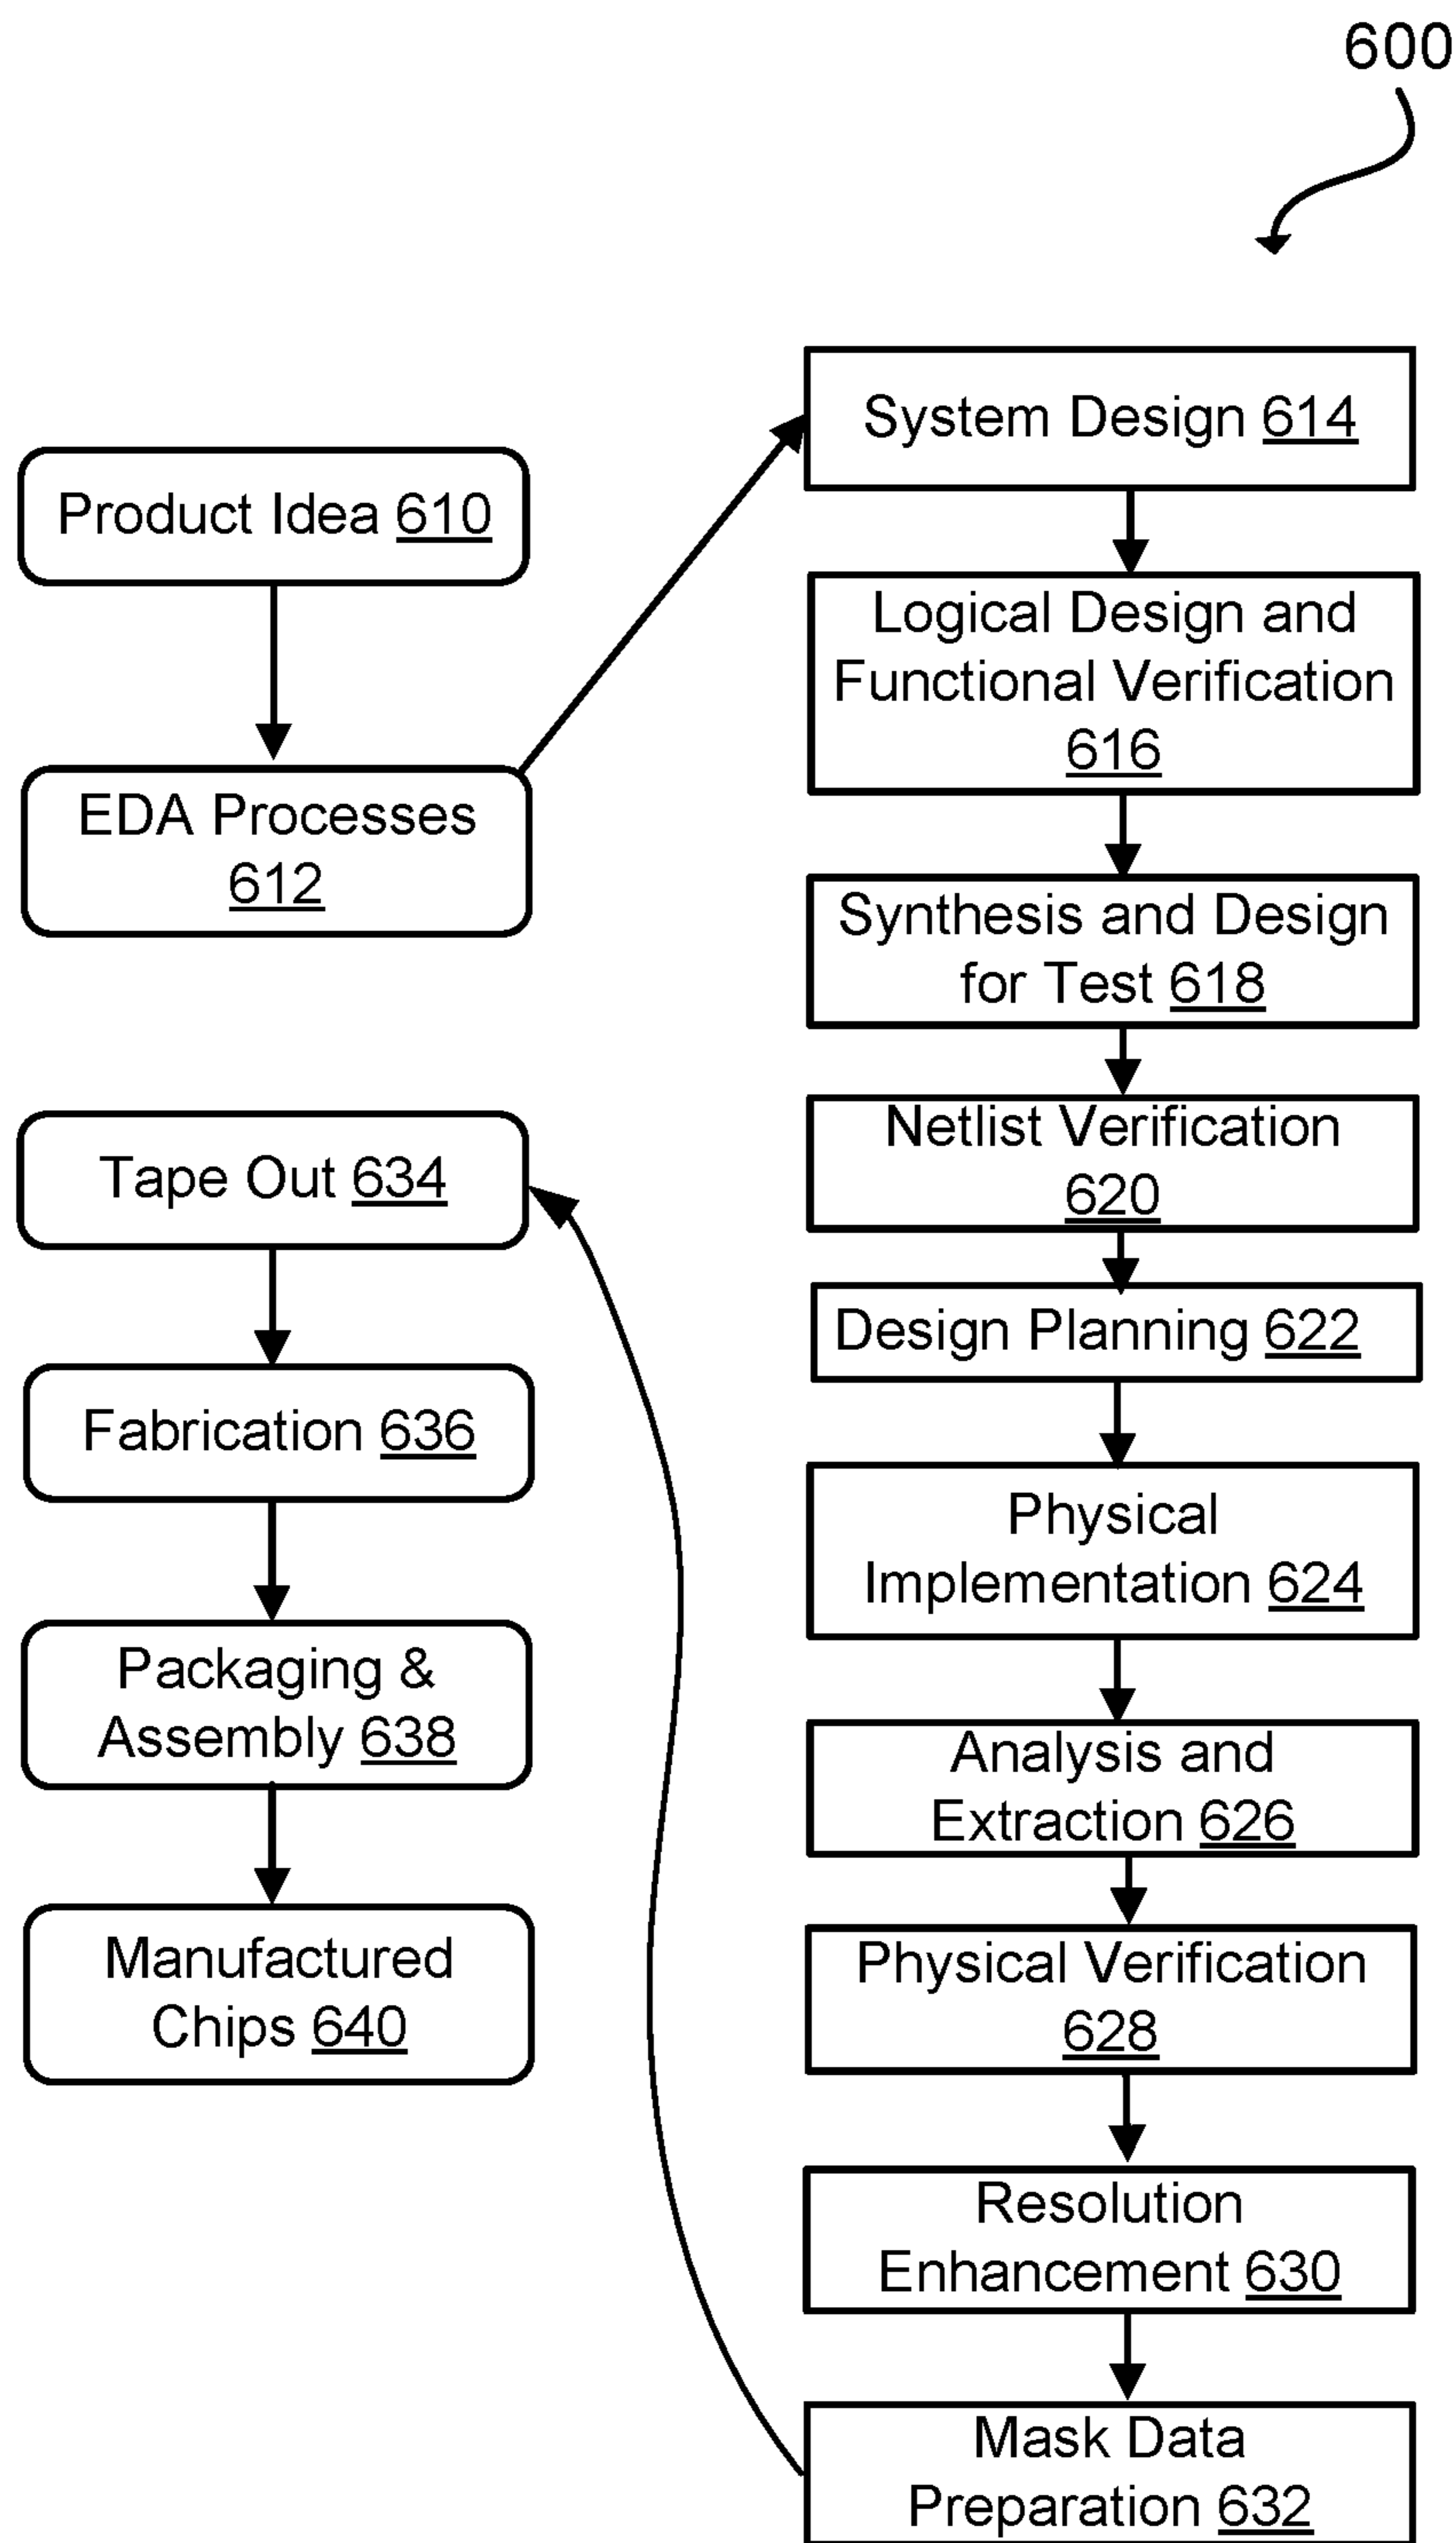 600
Product Idea 610
EDA Processes
612
System Design 614
Logical Design and
Functional Verification
616
Synthesis and Design
for Test 618
Netlist Verification
620
Design Planning 622
Physical
Implementation 624
Analysis and
Extraction 626
Physical Verification
628
Resolution
Enhancement 630
Mask Data
Preparation 632
Tape Out 634
Fabrication 636
Packaging &
Assembly 638
Manufactured
Chips 640